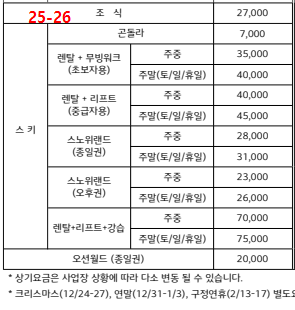 25-26
조 식 27,000
곤돌라 7,000
렌탈 + 무빙워크
(초보자용)
주중 35,000
주말(토/일/휴일) 40,000
렌탈 + 리프트
(중급자용)
주중 40,000
주말(토/일/휴일) 45,000
스 키
스노위랜드
(종일권)
주중 28,000
주말(토/일/휴일) 31,000
스노위랜드
(오후권)
주중 23,000
주말(토/일/휴일) 26,000
렌탈+리프트+강습
주중 70,000
주말(토/일/휴일) 75,000
오션월드 (종일권) 20,000
* 상기요금은 사업장 상황에 따라 다소 변동 될 수 있습니다.
* 크리스마스(12/24-27), 연말(12/31-1/3), 구정연휴(2/13-17) 별도